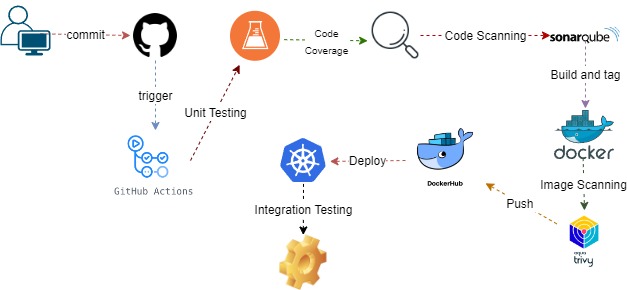 commit
Code
Coverage
Code Scanning
sonarqube
trigger
Unit Testing
Build and tag
GitHub Actions
docker
Deploy
DockerHub
Image Scanning
Integration Testing
Push
aqua
trivy